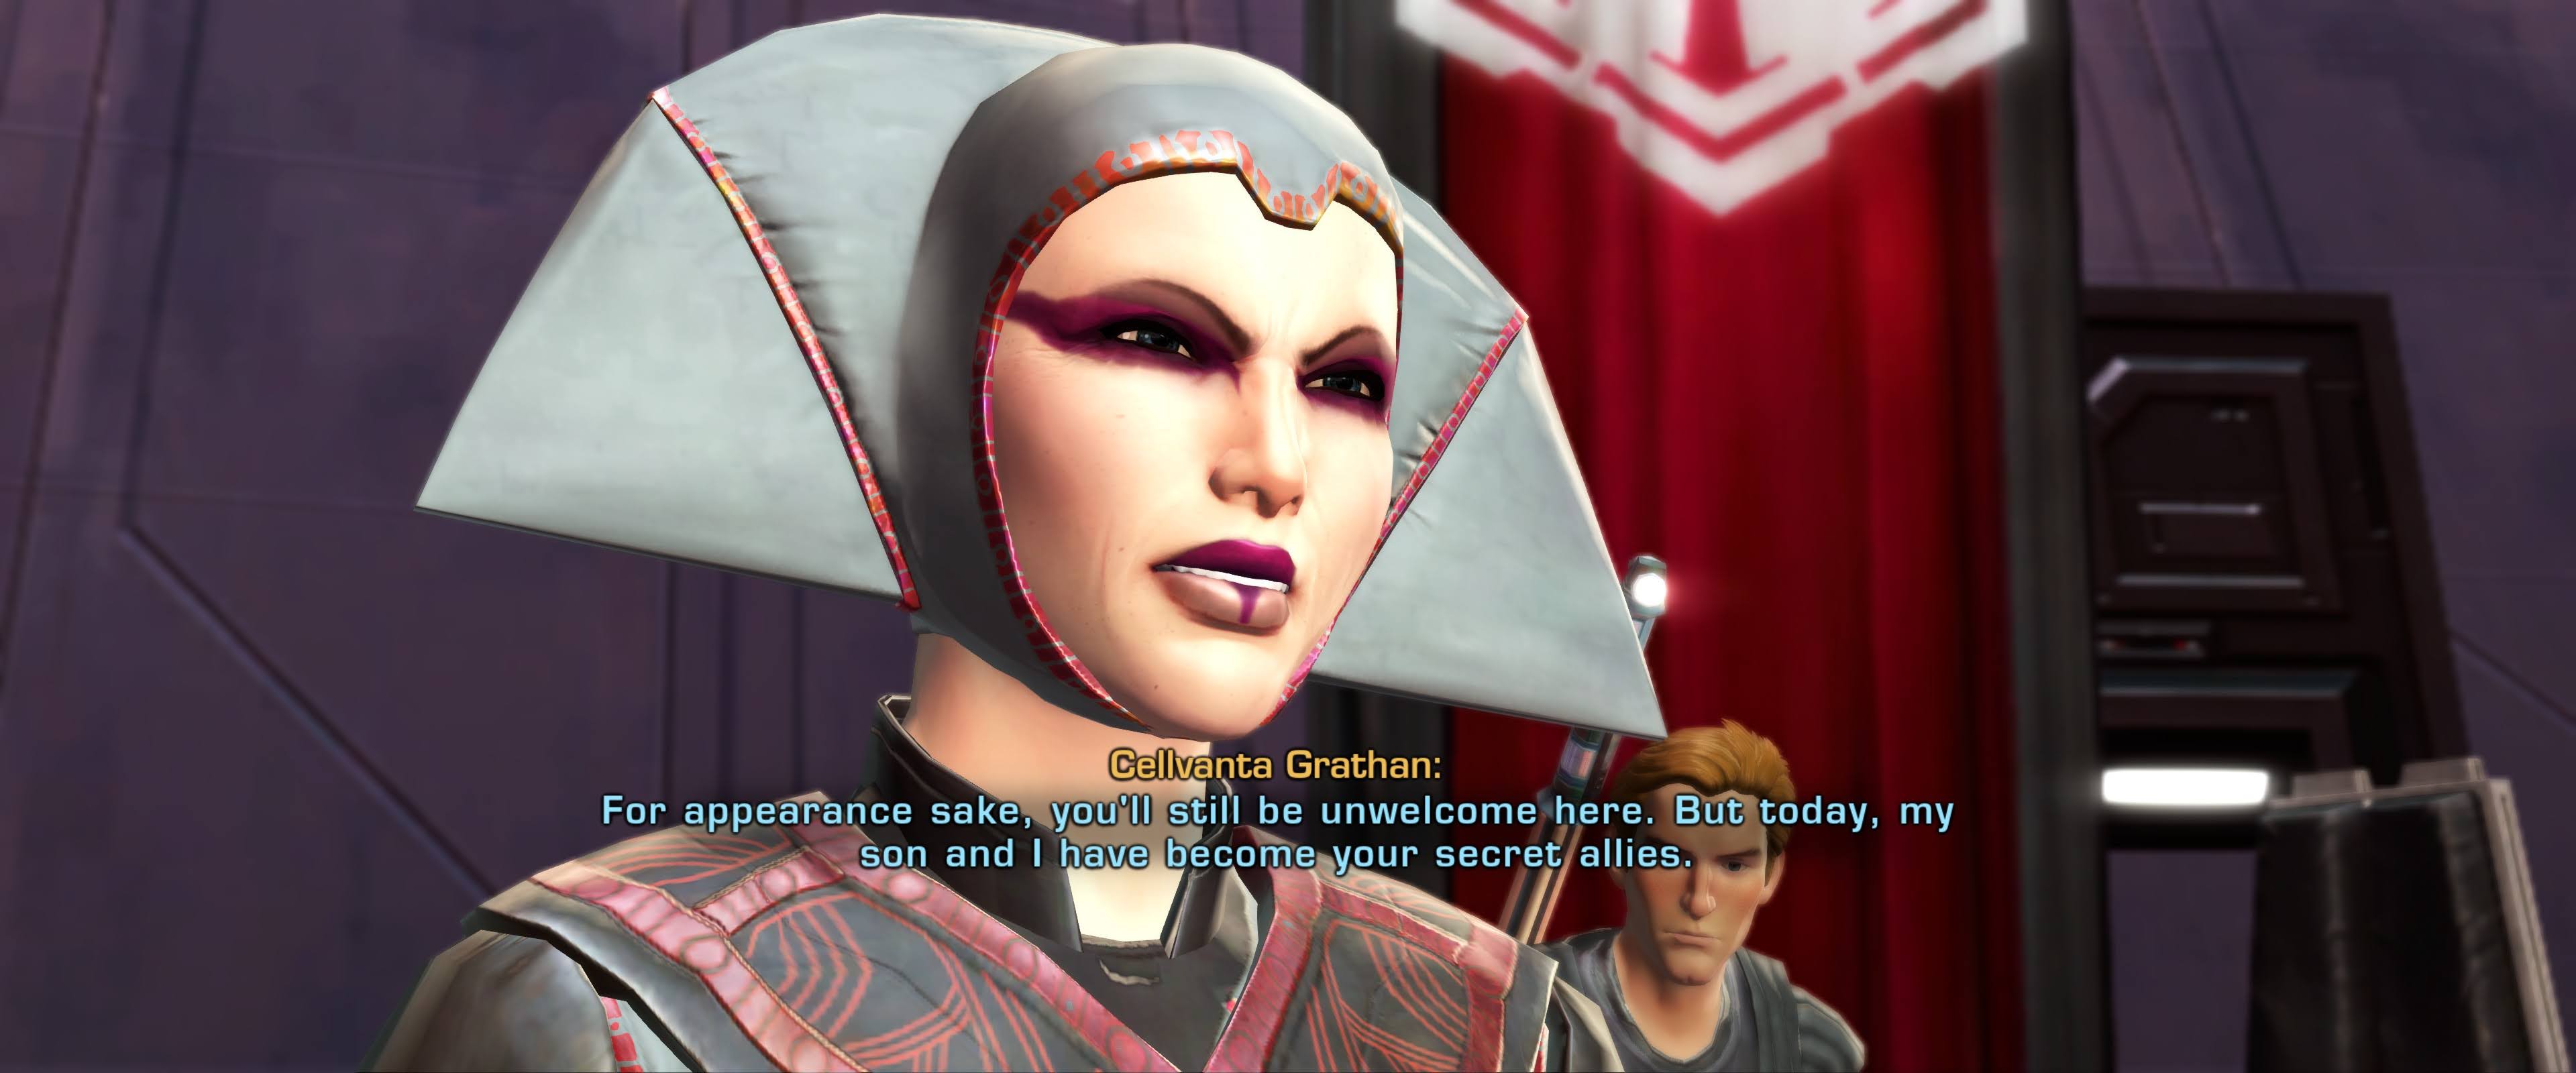 Cellvanta Grathan:
For appearance sake, you'll still be unwelcome here. But today, my
son and I have become your secret allies.